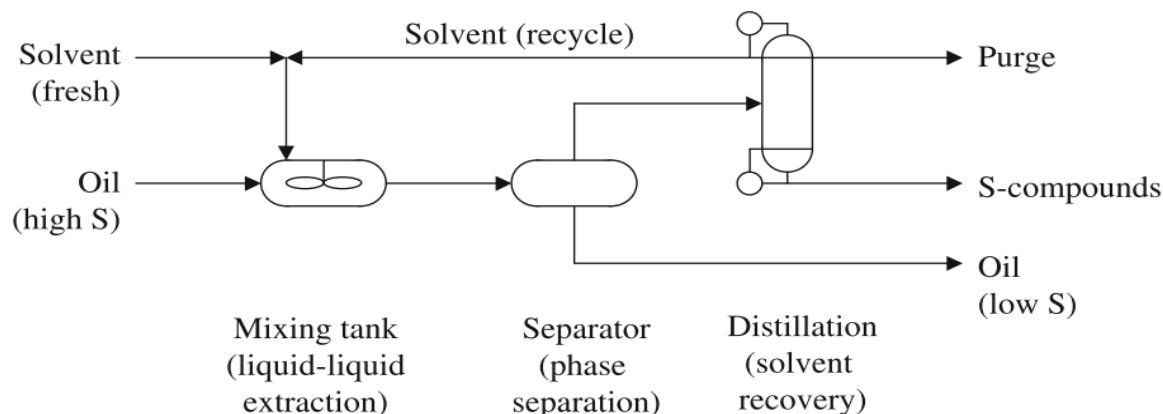 Solvent (recycle)
Solvent
(fresh)
Purge
Oil
(high S)
S-compounds
Oil
(low S)
Mixing tank
(liquid-liquid
extraction)
Separator
(phase
separation)
Distillation
(solvent
recovery)